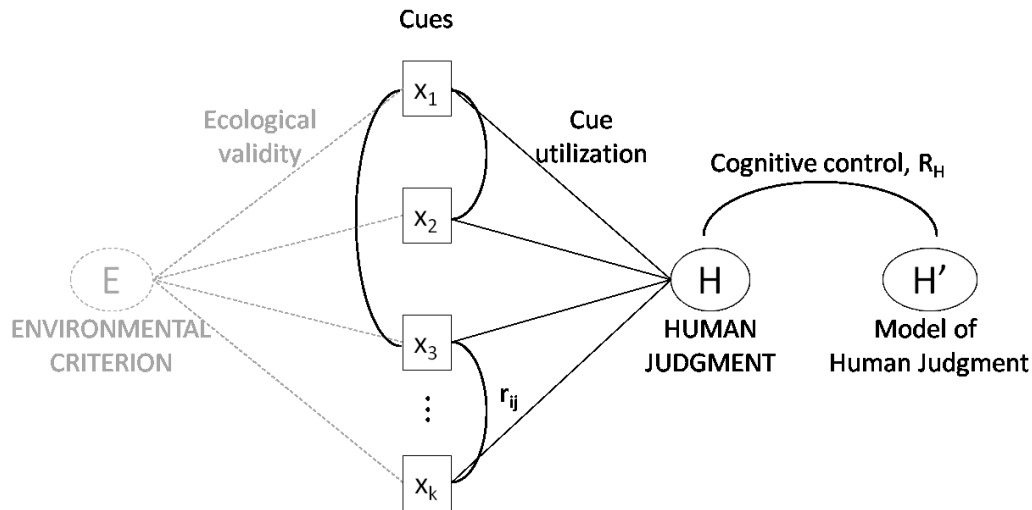 Cues
X1
Ecological
validity
Cue
utilization
Cognitive control, RH
X2
E
H
H’
ENVIRONMENTAL
CRITERION
X3
HUMAN
JUDGMENT
Model of
Human Judgment
⋮
rij
Xk